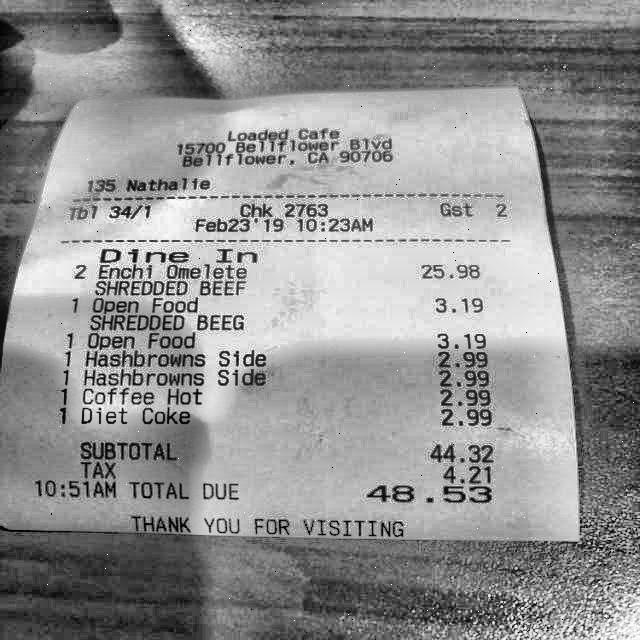 Loaded Cafe
15700 Bellflower Blvd
Bellflower, CA 90706
135 Nathalie
Tbl 34/1 Chk 2763 Gst 2
Feb23'19 10:23AM
Dine In
2 Enchi Omelete 25.98
SHREDDED BEEF
1 Open Food 3.19
SHREDDED BEEG
1 Open Food 3.19
1 Hashbrowns Side 2.99
1 Hashbrowns Side 2.99
1 Coffee Hot 2.99
1 Diet Coke 2.99
SUBTOTAL 44.32
TAX 4.21
10:51AM TOTAL DUE 48.53
THANK YOU FOR VISITING